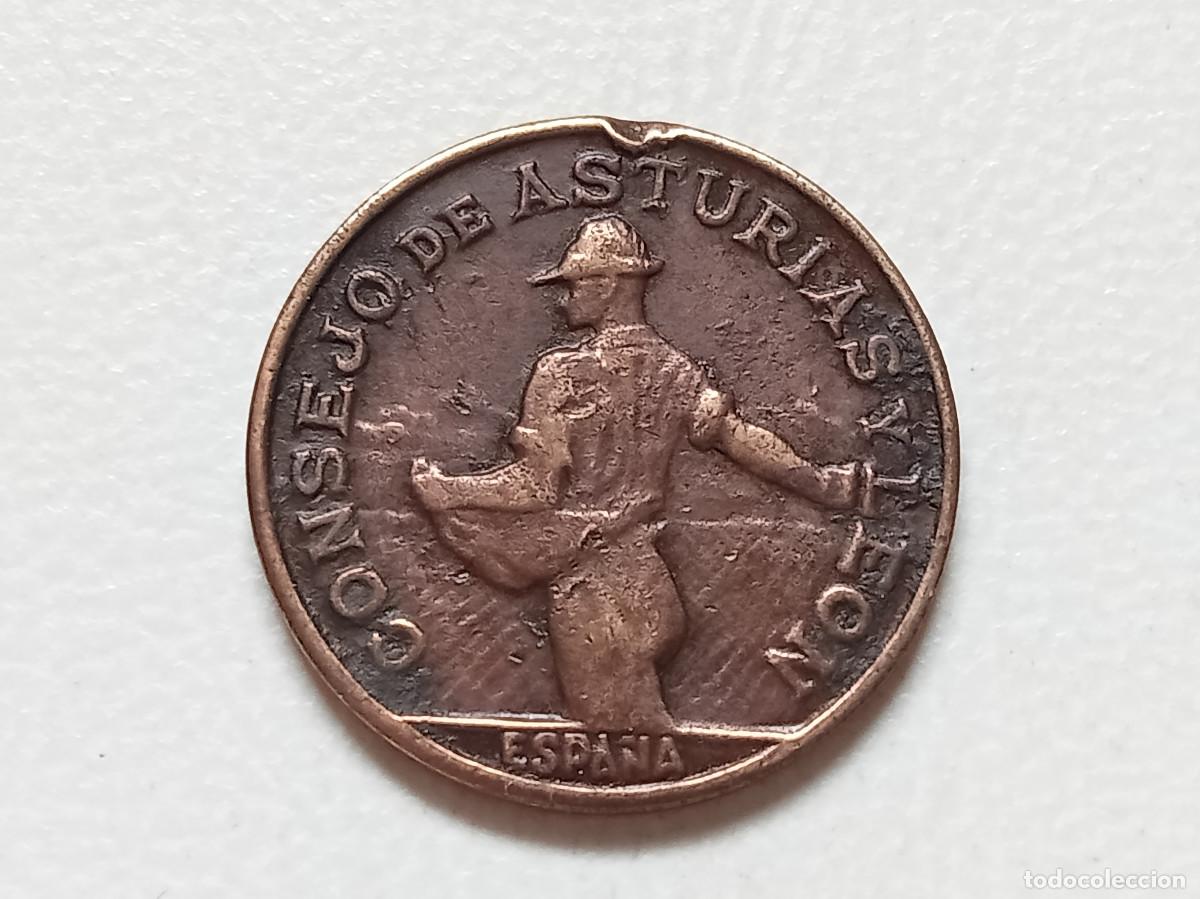 CONSEJO DE ASTURIAS Y LEON
ESPAÑA
todocoleccion